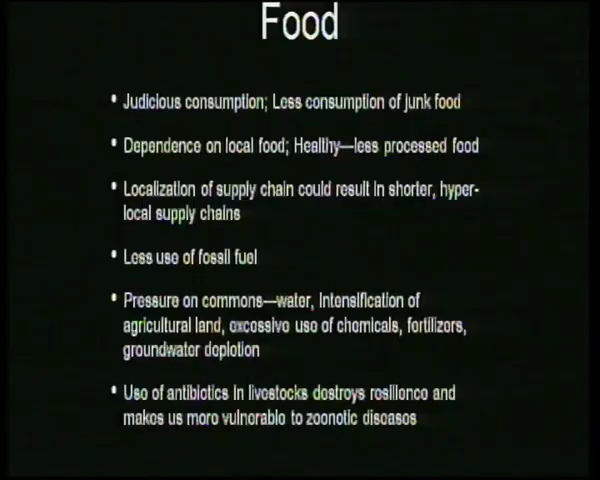 Food
• Judicious consumption; Less consumption of junk food
• Dependence on local food; Healthy—less processed food
• Localization of supply chain could result in shorter, hyper-
local supply chains
• Less use of fossil fuel
• Pressure on commons—water, Intensification of
agricultural land, excessive use of chemicals, fertilizers,
groundwater depletion
• Use of antibiotics in livestocks destroys resilience and
makes us more vulnerable to zoonotic diseases